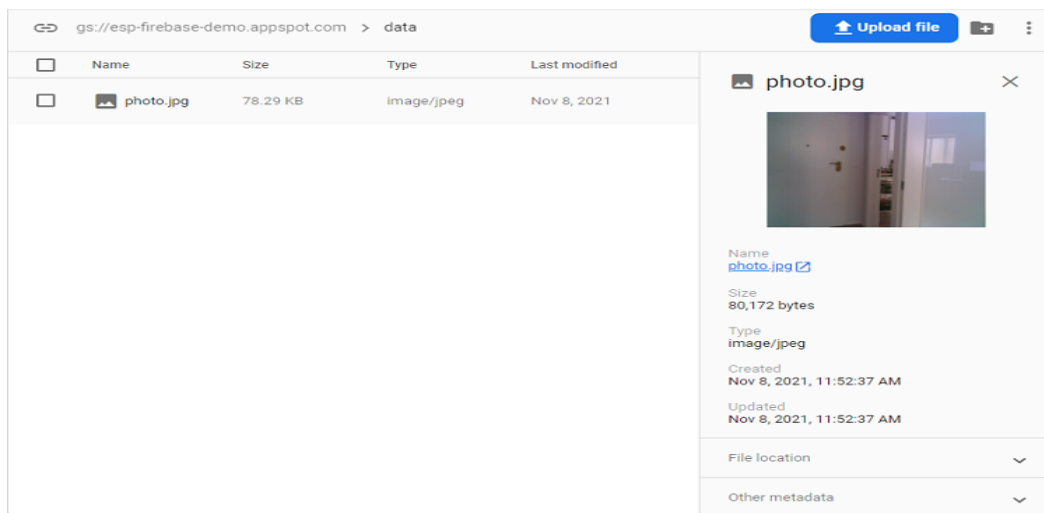 gs://esp-firebase-demo.appspot.com > data
Upload file
Name Size Type Last modified
photo.jpg 78.29 KB image/jpeg Nov 8, 2021
photo.jpg
Name
photo.jpg
Size
80,172 bytes
Type
image/jpeg
Created
Nov 8, 2021, 11:52:37 AM
Updated
Nov 8, 2021, 11:52:37 AM
File location
Other metadata